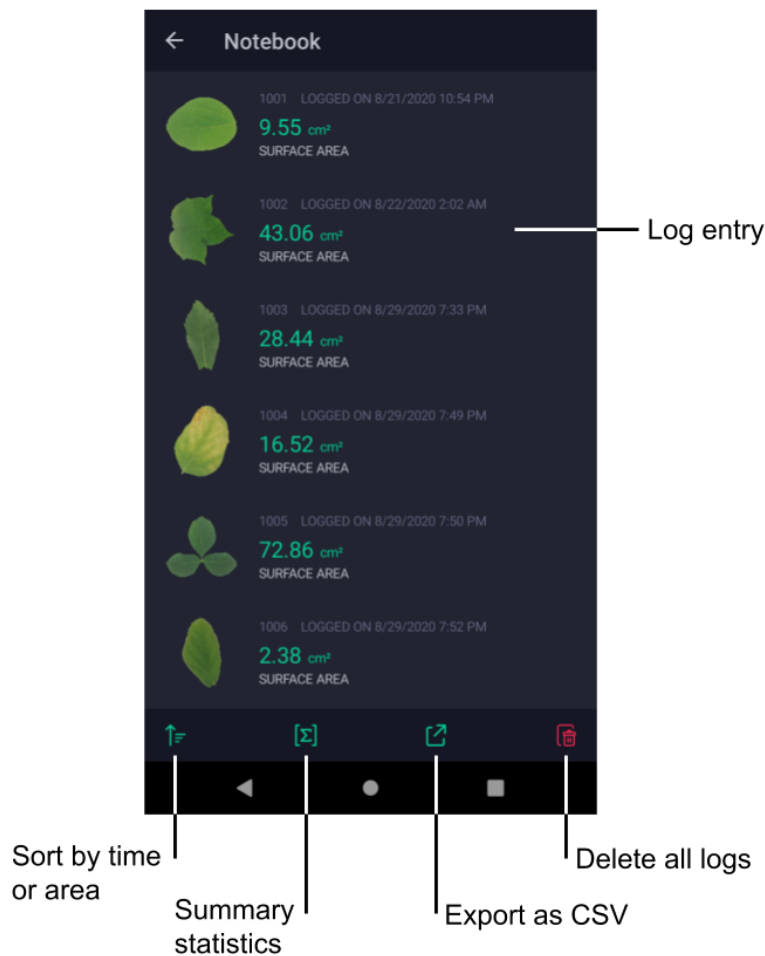 Notebook
1001 LOGGED ON 8/21/2020 10:54 PM
9.55 cm²
SURFACE AREA
1002 LOGGED ON 8/22/2020 2:02 AM
43.06 cm²
SURFACE AREA
Log entry
1003 LOGGED ON 8/29/2020 7:33 PM
28.44 cm²
SURFACE AREA
1004 LOGGED ON 8/29/2020 7:49 PM
16.52 cm²
SURFACE AREA
1005 LOGGED ON 8/29/2020 7:50 PM
72.86 cm²
SURFACE AREA
1006 LOGGED ON 8/29/2020 7:52 PM
2.38 cm²
SURFACE AREA
[Σ]
Sort by time
or area
Summary
statistics
Export as CSV
Delete all logs